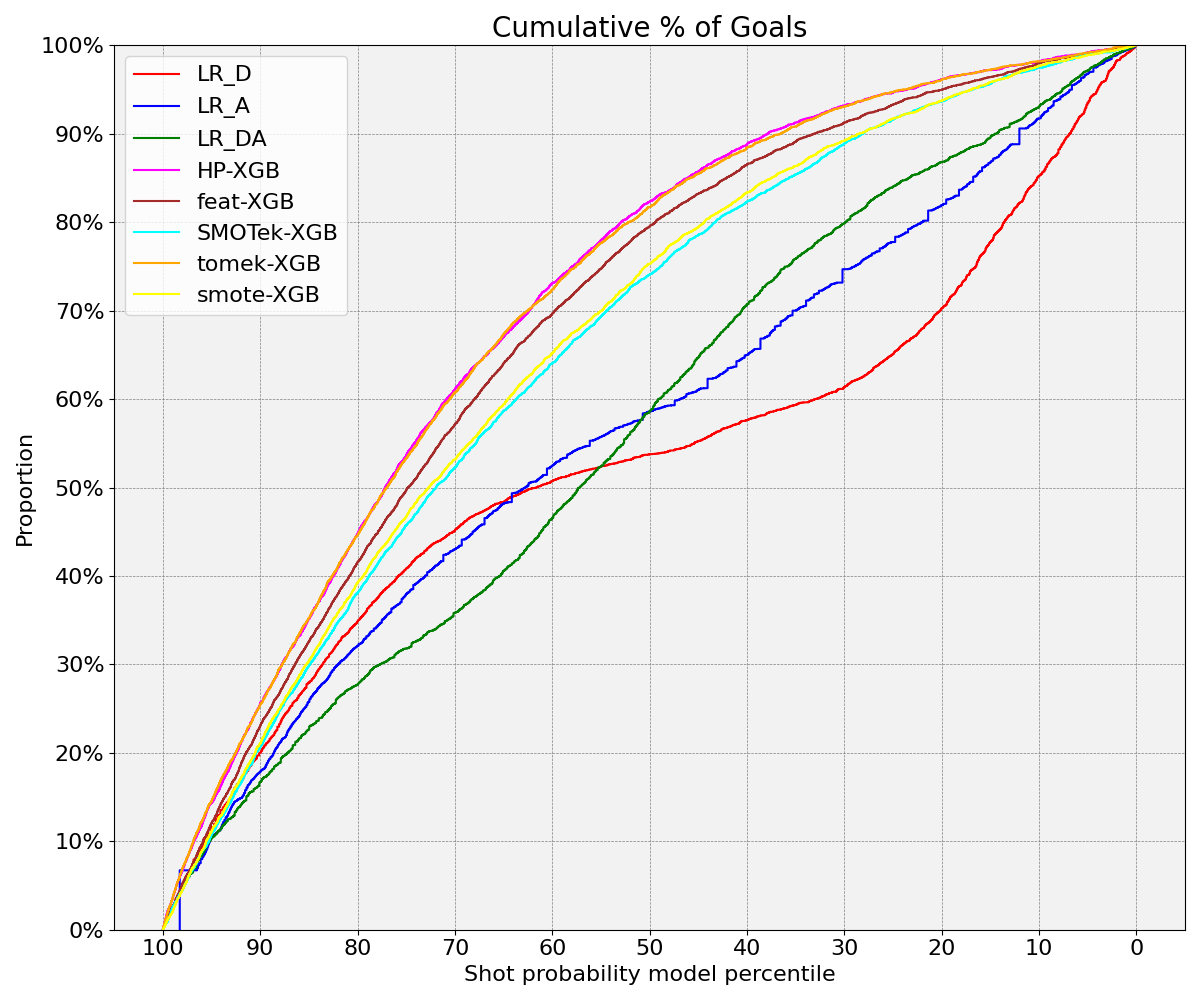 Cumulative % of Goals
100%
90%
80%
70%
60%
50%
40%
30%
20%
10%
0%
Proportion
LR_D
LR_A
LR_DA
HP-XGB
feat-XGB
SMOTek-XGB
tomek-XGB
smote-XGB
100 90 80 70 60 50 40 30 20 10 0
Shot probability model percentile